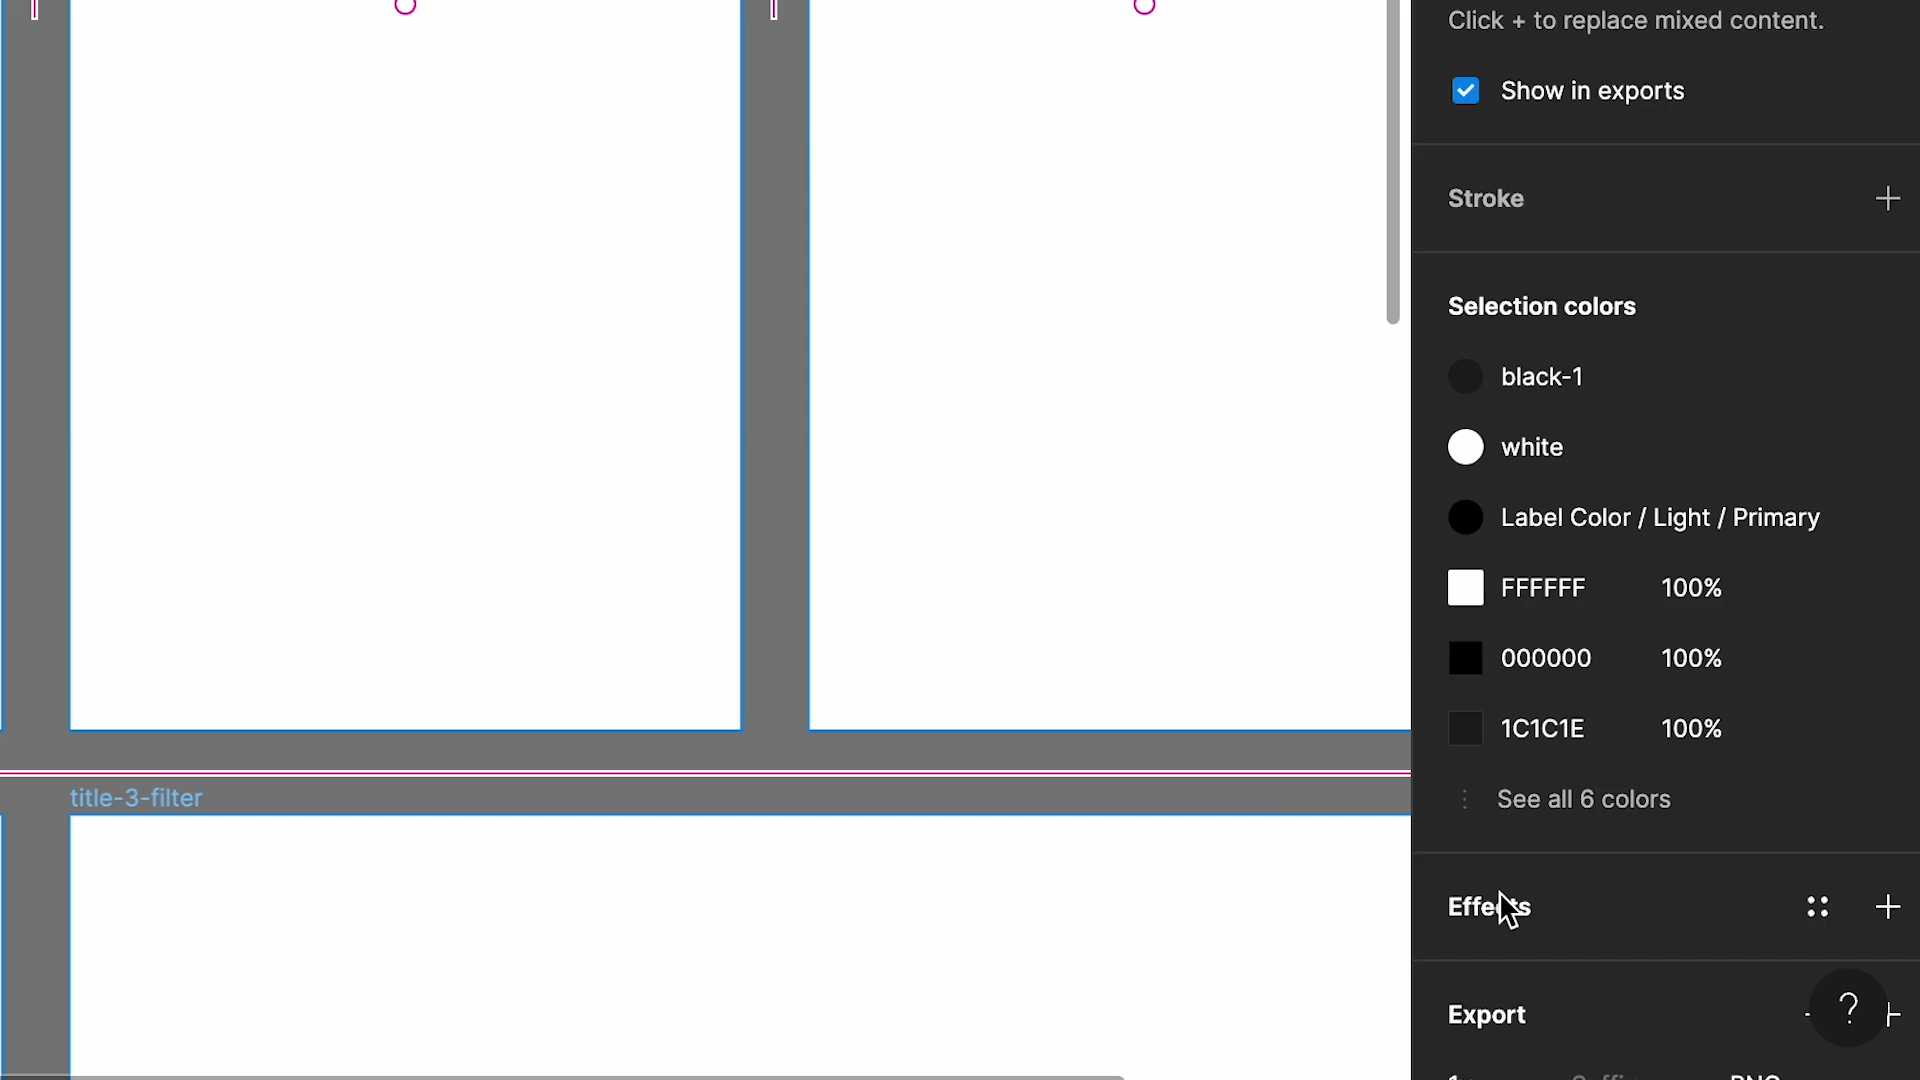 Click + to replace mixed content.
Show in exports
Stroke
Selection colors
black-1
white
Label Color / Light / Primary
FFFFFF 100%
000000 100%
1C1C1E 100%
See all 6 colors
title-3-filter
Effects
Export
?